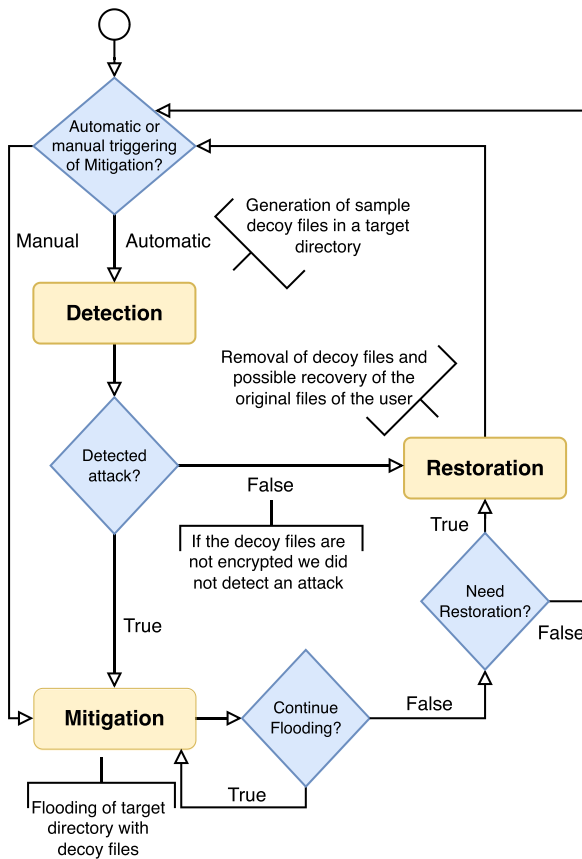 Automatic or
manual triggering
of Mitigation?
Manual
Automatic
Generation of sample
decoy files in a target
directory
Detection
Removal of decoy files and
possible recovery of the
original files of the user
Detected
attack?
False
Restoration
If the decoy files are
not encrypted we did
not detect an attack
True
Need
Restoration?
False
True
Mitigation
Continue
Flooding?
False
True
Flooding of target
directory with
decoy files